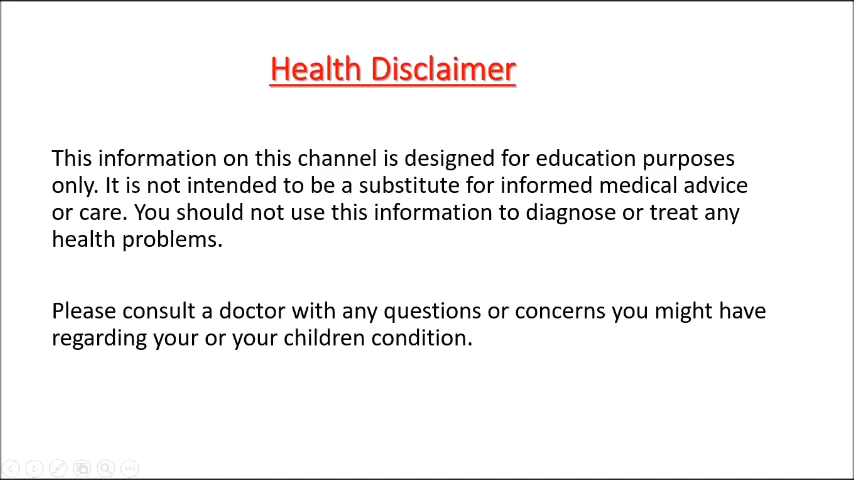 Health Disclaimer
This information on this channel is designed for education purposes
only. It is not intended to be a substitute for informed medical advice
or care. You should not use this information to diagnose or treat any
health problems.
Please consult a doctor with any questions or concerns you might have
regarding your or your children condition.